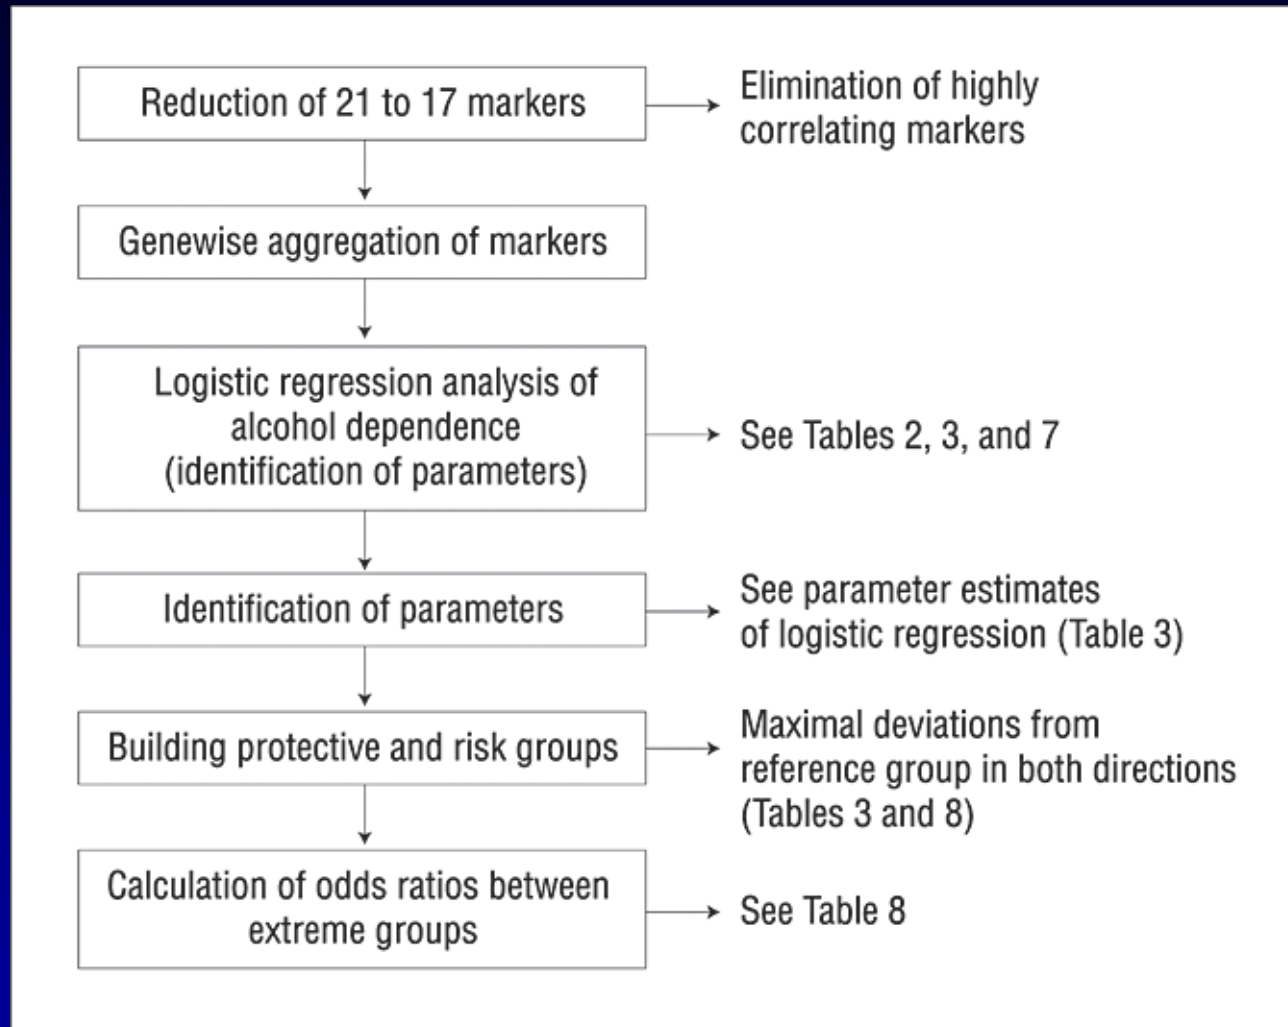 Reduction of 21 to 17 markers
Elimination of highly
correlating markers
Genewise aggregation of markers
Logistic regression analysis of
alcohol dependence
(identification of parameters)
See Tables 2, 3, and 7
Identification of parameters
See parameter estimates
of logistic regression (Table 3)
Building protective and risk groups
Maximal deviations from
reference group in both directions
(Tables 3 and 8)
Calculation of odds ratios between
extreme groups
See Table 8